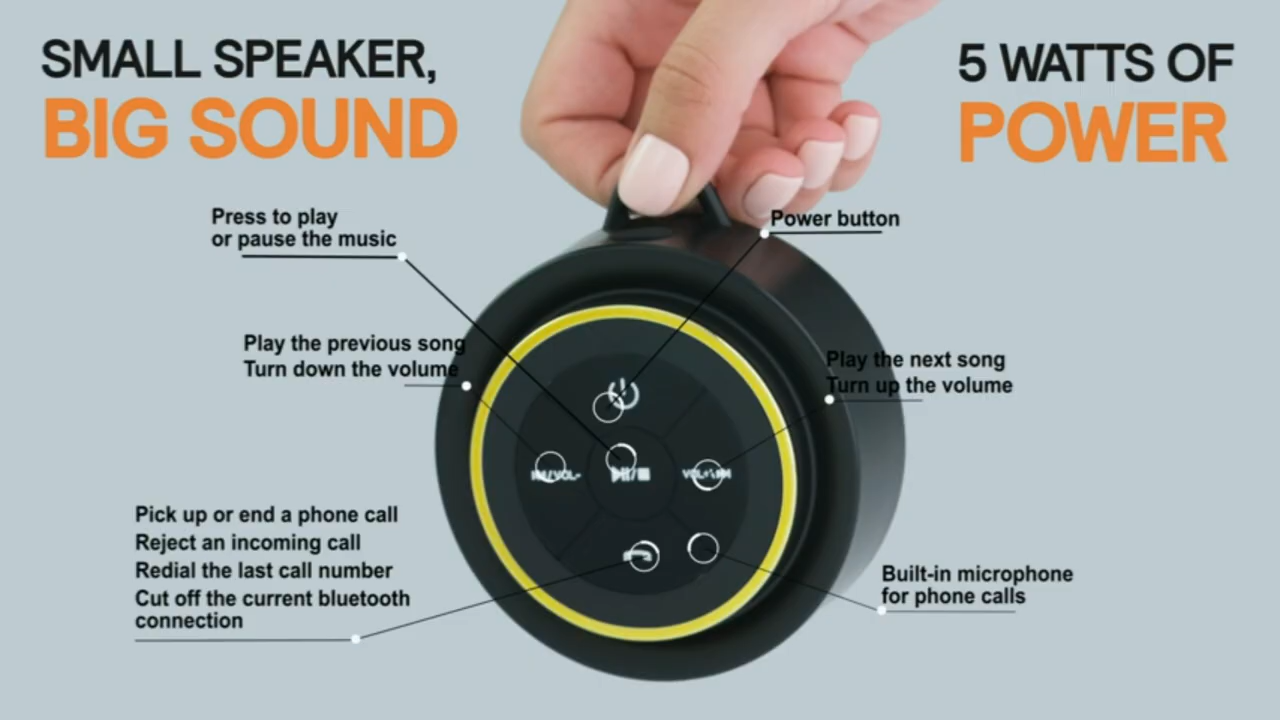 SMALL SPEAKER,
BIG SOUND
5 WATTS OF
POWER
Press to play
or pause the music
Power button
Play the previous song
Turn down the volume
Play the next song
Turn up the volume
Pick up or end a phone call
Reject an incoming call
Redial the last call number
Cut off the current bluetooth
connection
Built-in microphone
for phone calls